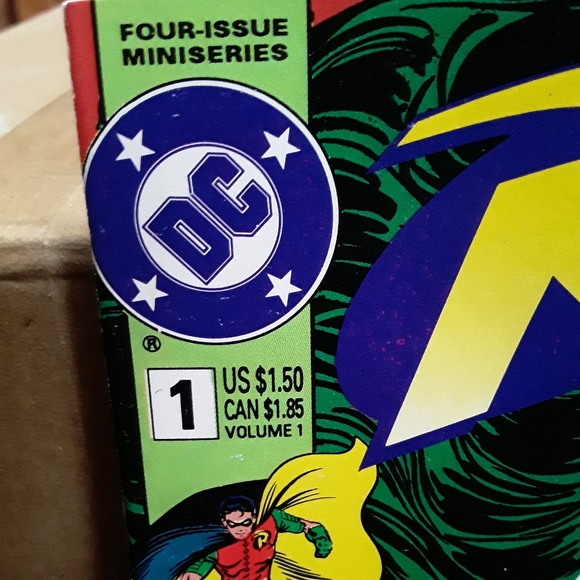 FOUR-ISSUE
MINISERIES
DC
®
1
US $1.50
CAN $1.85
VOLUME 1
R
R